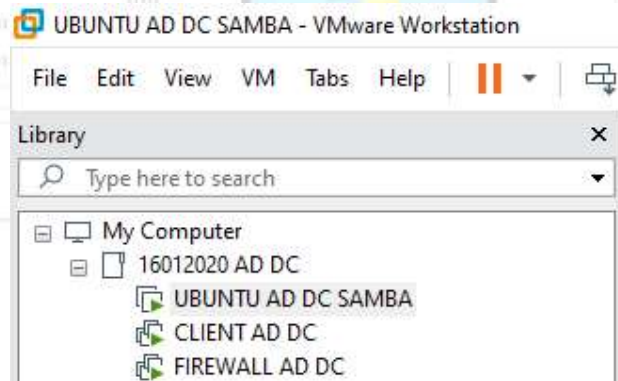 UBUNTU AD DC SAMBA - VMware Workstation
File Edit View VM Tabs Help
Library
Type here to search
My Computer
16012020 AD DC
UBUNTU AD DC SAMBA
CLIENT AD DC
FIREWALL AD DC